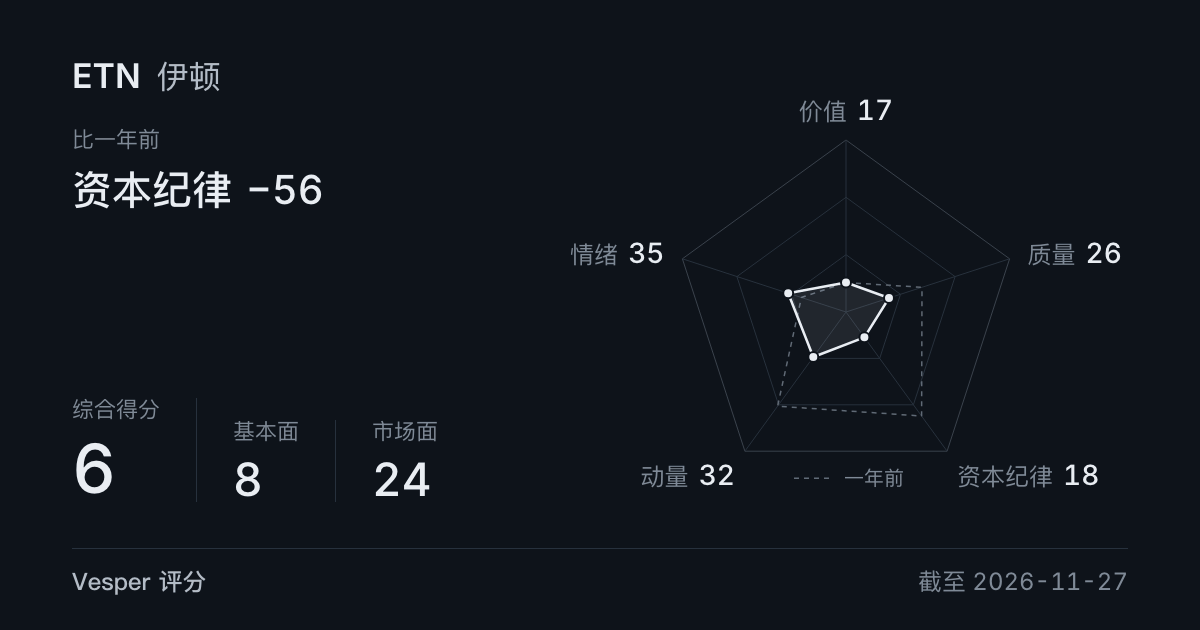 ETN 伊顿
比一年前
资本纪律 −56
价值 17
情绪 35
质量 26
动量 32
一年前
资本纪律 18
综合得分
6
基本面
8
市场面
24
Vesper 评分
截至 2026-11-27